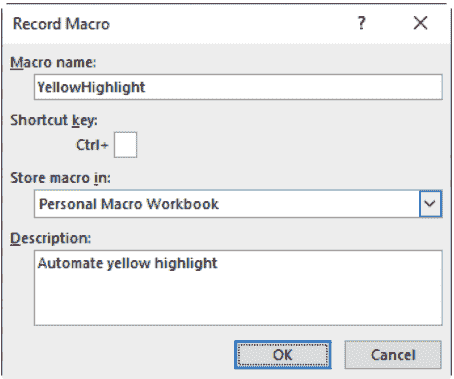 Record Macro ?
Macro name:
YellowHighlight
Shortcut key:
Ctrl+
Store macro in:
Personal Macro Workbook
Description:
Automate yellow highlight
OK Cancel